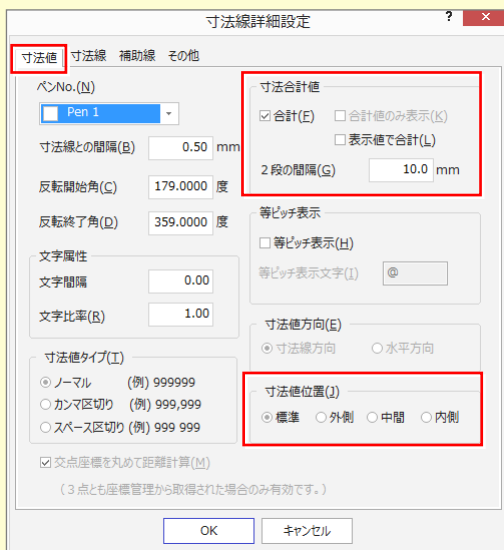 寸法線詳細設定 ? ×
寸法値 寸法線 補助線 その他
ペンNo.(N)
Pen 1
寸法線との間隔(B) 0.50 mm
反転開始角(C) 179.0000 度
反転終了角(D) 359.0000 度
文字属性
文字間隔 0.00
文字比率(R) 1.00
寸法値タイプ(T)
ノーマル (例) 999999
カンマ区切り (例) 999,999
スペース区切り (例) 999 999
交点座標を丸めて距離計算(M)
(3点とも座標管理から取得された場合のみ有効です。)
寸法合計値
合計(F) 合計値のみ表示(K)
表示値で合計(L)
2段の間隔(G) 10.0 mm
等ピッチ表示
等ピッチ表示(H)
等ピッチ表示文字(I) @
寸法値方向(E)
寸法線方向 水平方向
寸法値位置(J)
標準 外側 中間 内側
OK キャンセル